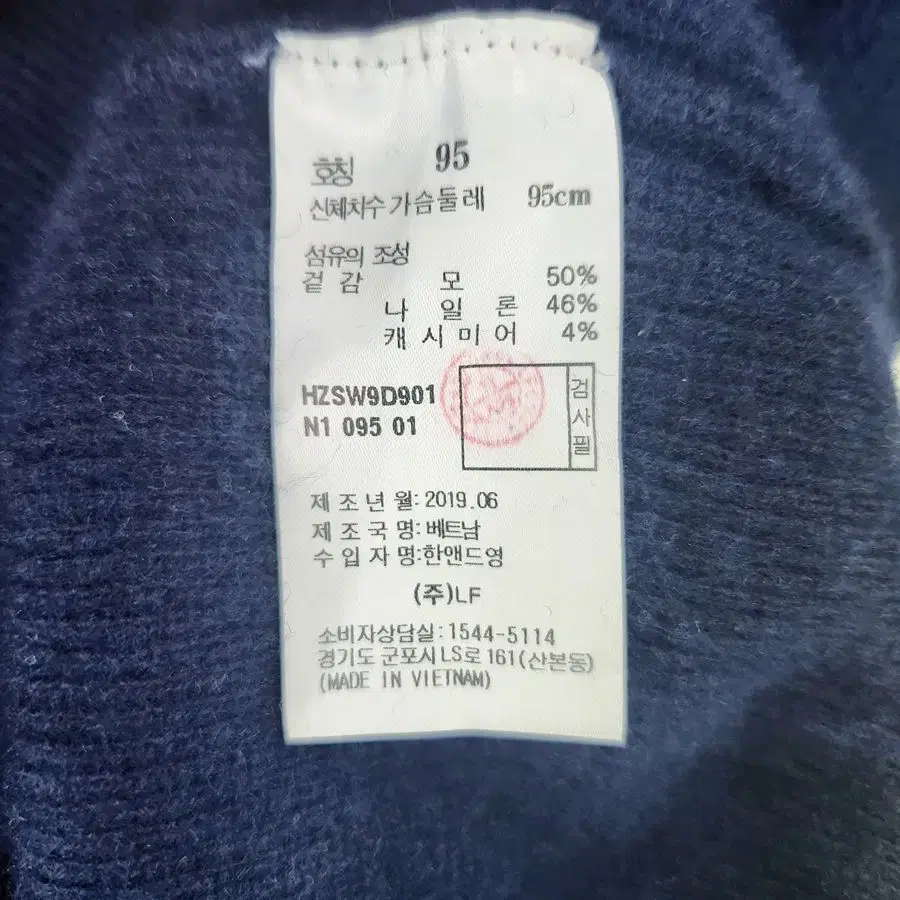 호칭 95
신체치수 가슴둘레 95cm
섬유의 조성
겉 감 모 50%
나 일 론 46%
캐 시 미 어 4%
HZSW9D901
N1 095 01
검사필
제 조 년 월: 2019.06
제 조 국 명: 베트남
수 입 자 명:한앤드영
(주)LF
소비자상담실: 1544-5114
경기도 군포시 LS로 161(산본동)
(MADE IN VIETNAM)